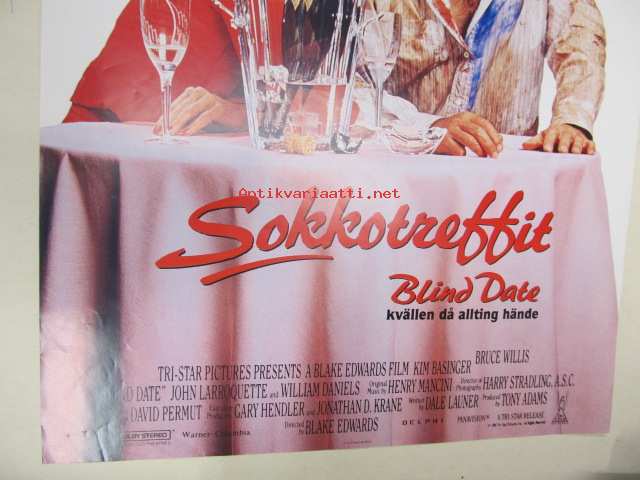 Antikvariaatti.net
Sokkotreffit
Blind Date
kvällen då allting hände
TRI-STAR PICTURES PRESENTS A BLAKE EDWARDS FILM KIM BASINGER BRUCE WILLIS
DATE" JOHN LARROQUETTE and WILLIAM DANIELS Original Music by HENRY MANCINI Director of Photography HARRY STRADLING, A.S.C.
DAVID PERMUT GARY HENDLER and JONATHAN D. KRANE Written by DALE LAUNER Produced by TONY ADAMS
DOLBY STEREO Warner-Columbia Directed by BLAKE EDWARDS DELPHI PANAVISION A TRI-STAR RELEASE